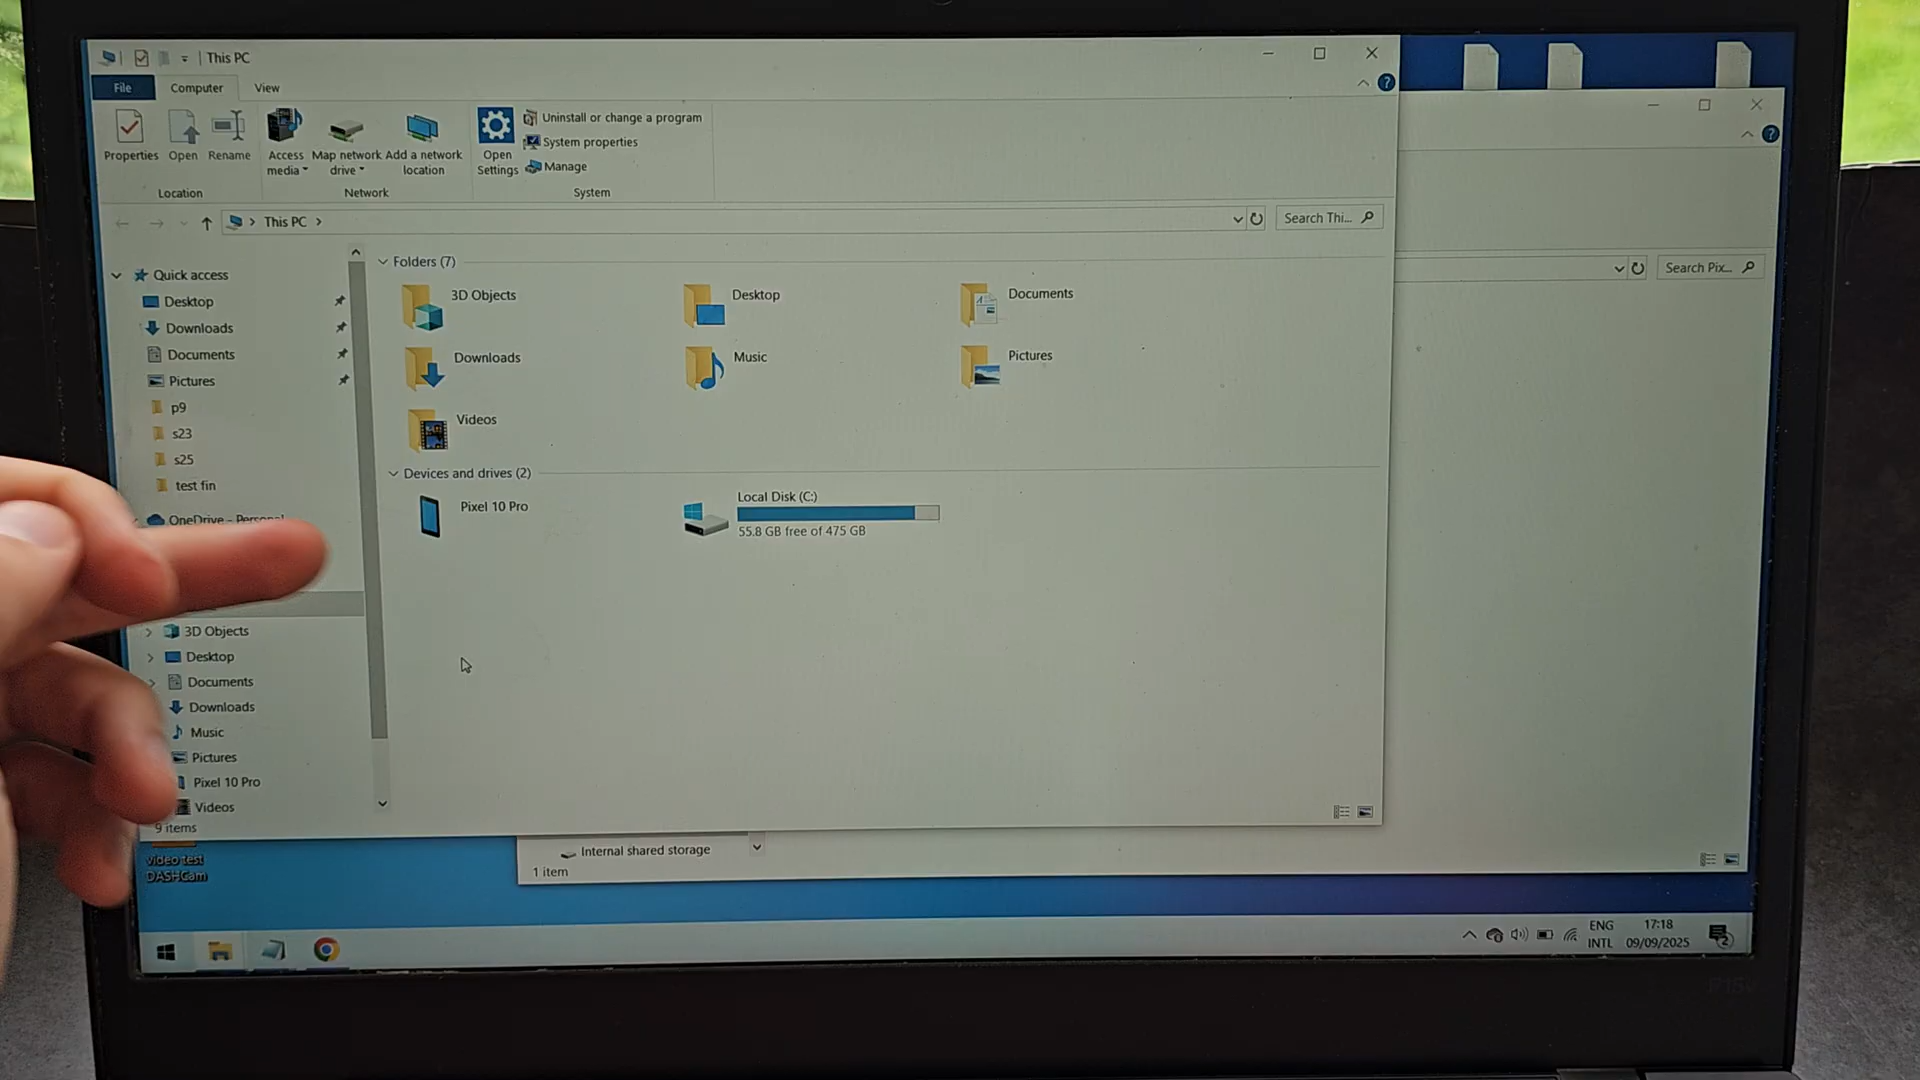 This PC
File Computer View
Properties Open Rename Access media Map network drive Add a network location Open Settings Uninstall or change a program
System properties
Manage
Location Network System
This PC Search Thi...
Search Pix...
Quick access
Desktop
Downloads
Documents
Pictures
p9
s23
s25
test fin
OneDrive - Personal
3D Objects
Desktop
Documents
Downloads
Music
Pictures
Pixel 10 Pro
Videos
9 items
Folders (7)
3D Objects Desktop Documents
Downloads Music Pictures
Videos
Devices and drives (2)
Pixel 10 Pro Local Disk (C:)
55.8 GB free of 475 GB
Internal shared storage
1 item
video test
DASHCam
ENG
INTL
17:18
09/09/2025
2